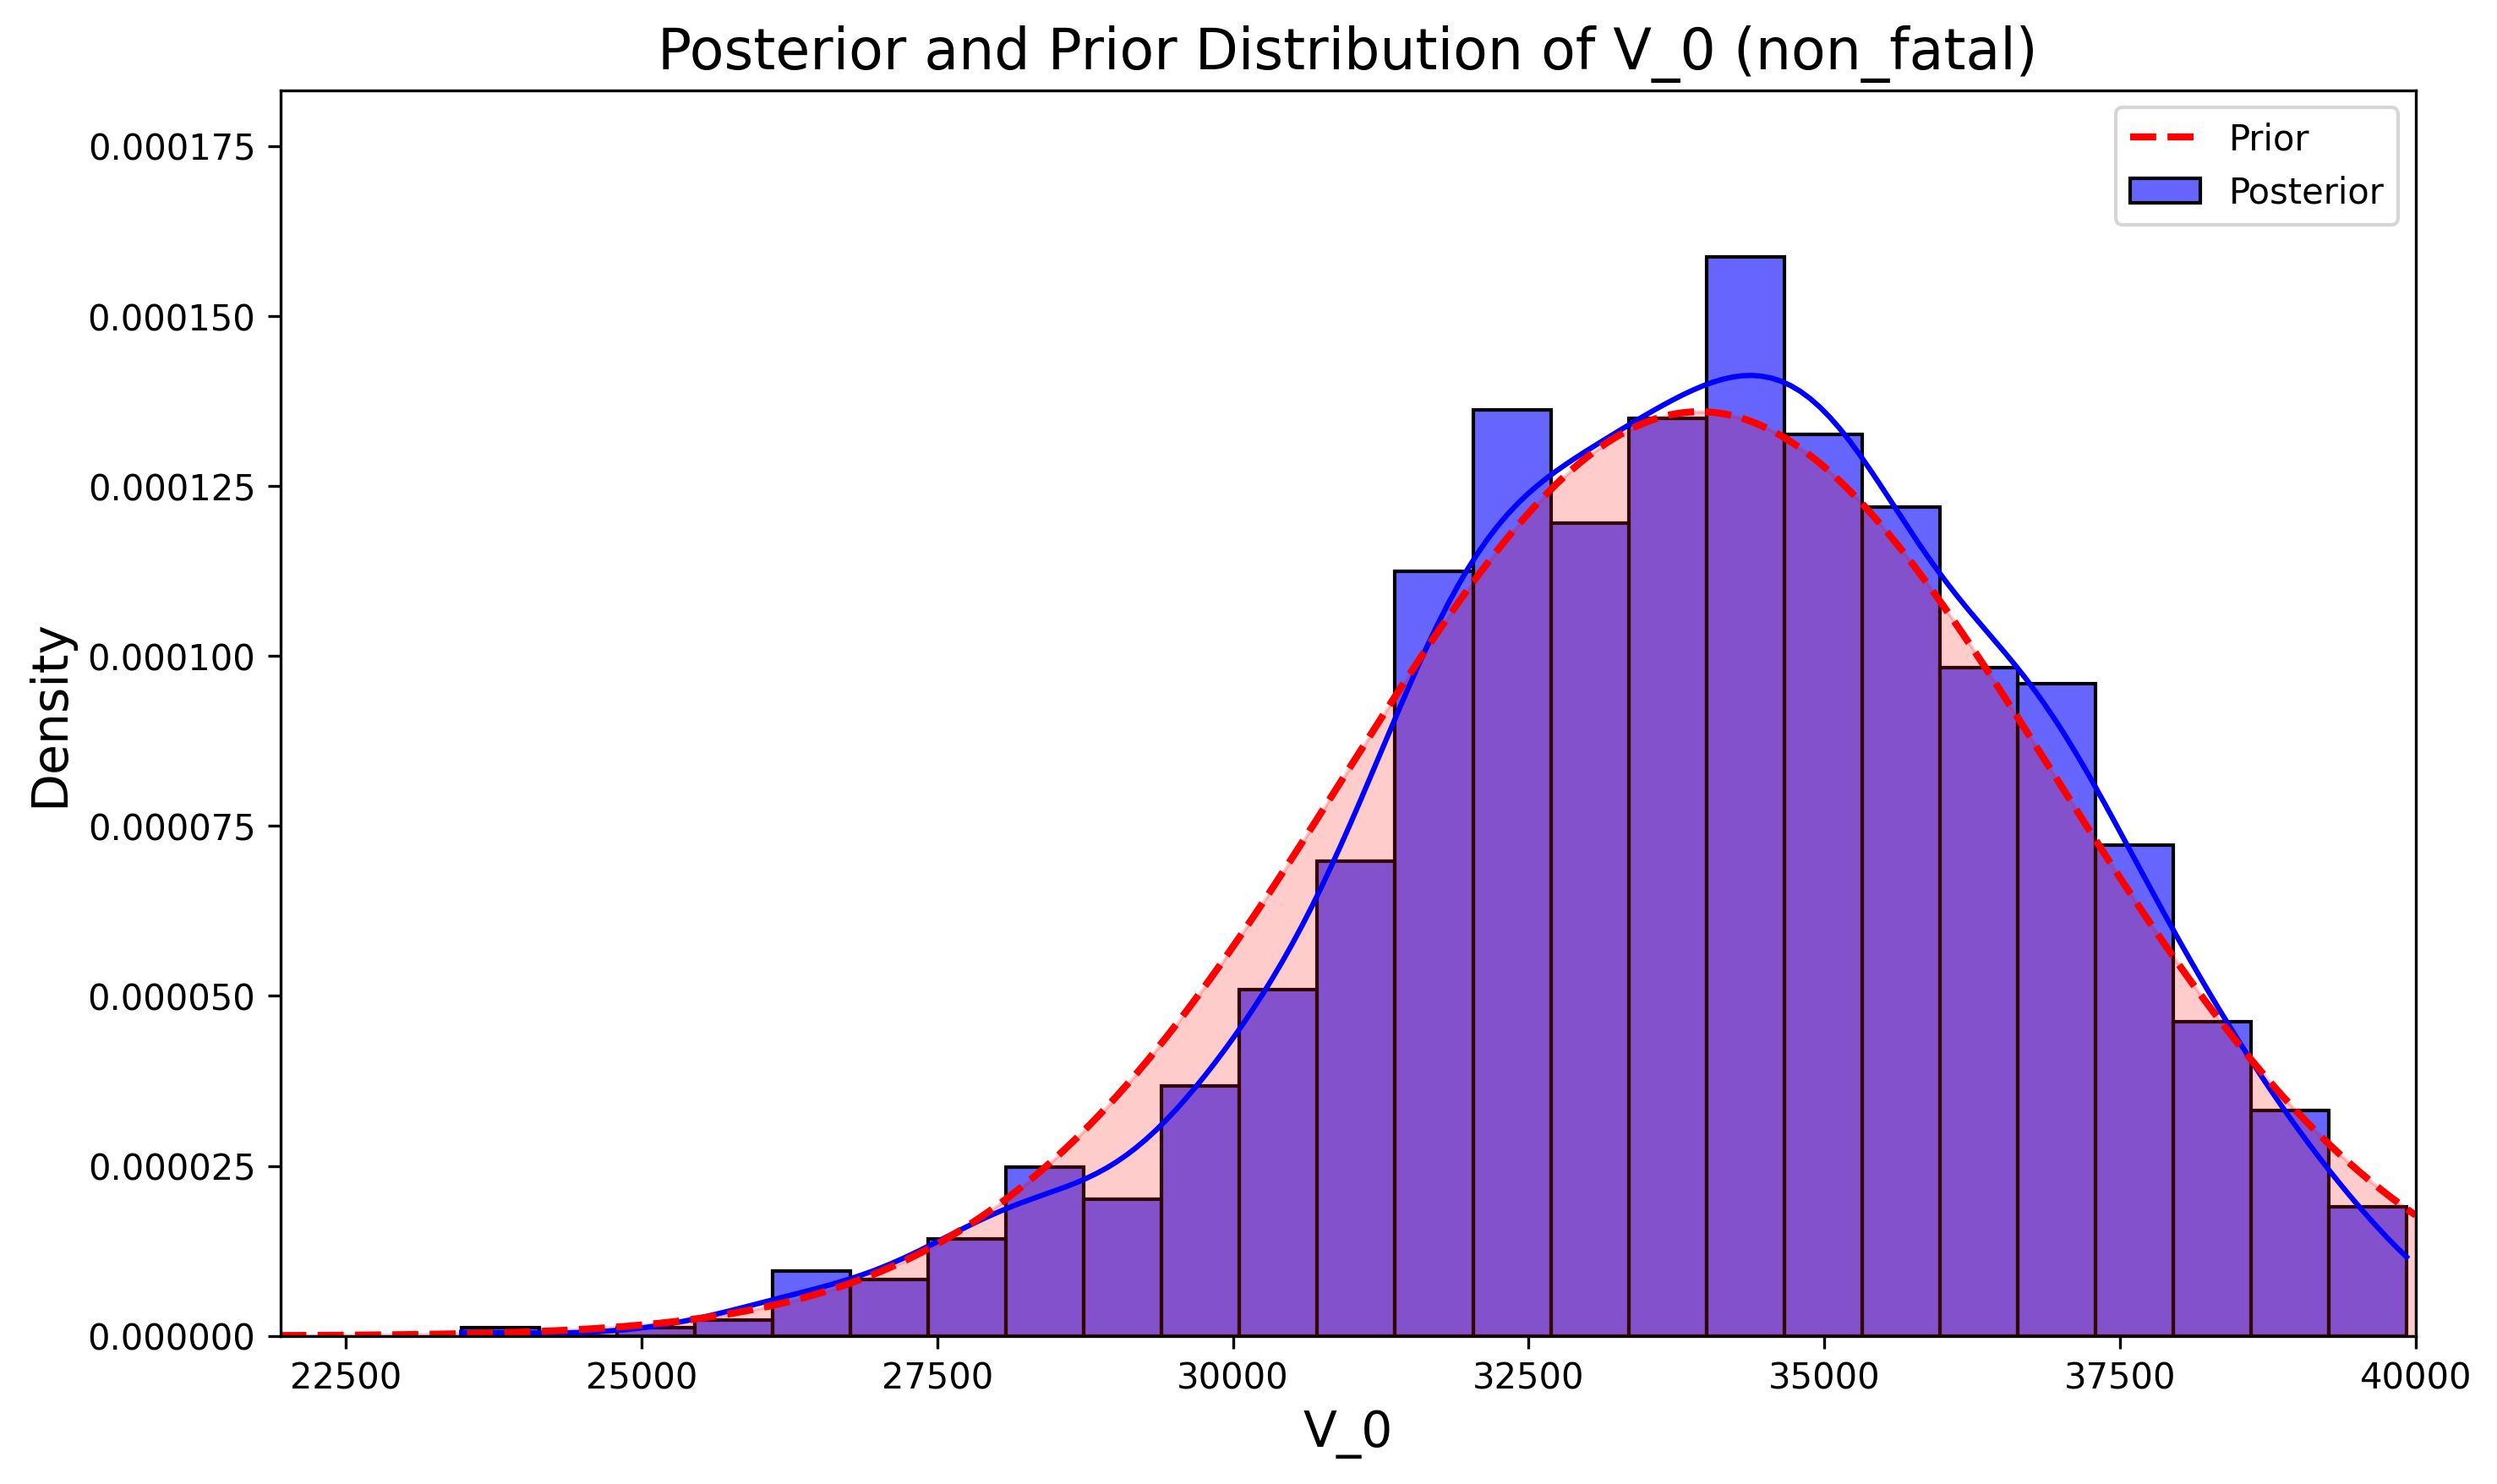 Posterior and Prior Distribution of V_0 (non_fatal)
Prior
Posterior
Density
0.000175
0.000150
0.000125
0.000100
0.000075
0.000050
0.000025
0.000000
22500 25000 27500 30000 32500 35000 37500 40000
V_0